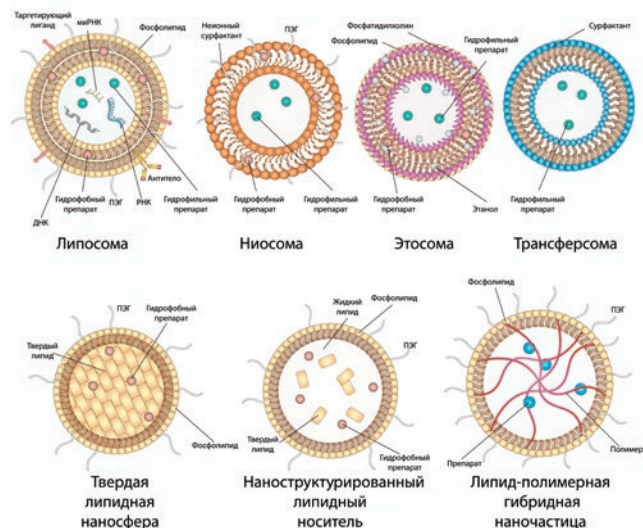 Таргетирующий
лиганд
миРНК
Фосфолипид
ДНК
Гидрофобный
препарат
ПЭГ
РНК
Антитело
Гидрофильный
препарат
Липосома
Неионный
сурфактант
ПЭГ
Гидрофобный
препарат
Гидрофильный
препарат
Ниосома
Фосфатидилхолин
Фосфолипид
Гидрофильный
препарат
Гидрофобный
препарат
Этанол
Этосома
Сурфактант
Гидрофильный
препарат
Трансферсома
ПЭГ
Гидрофобный
препарат
Твердый
липид
Фосфолипид
Твердая
липидная
наносфера
Жидкий
липид
Фосфолипид
ПЭГ
Твердый
липид
Гидрофобный
препарат
Наноструктурированный
липидный
носитель
Фосфолипид
ПЭГ
Препарат
Полимер
Липид-полимерная
гибридная
наночастица